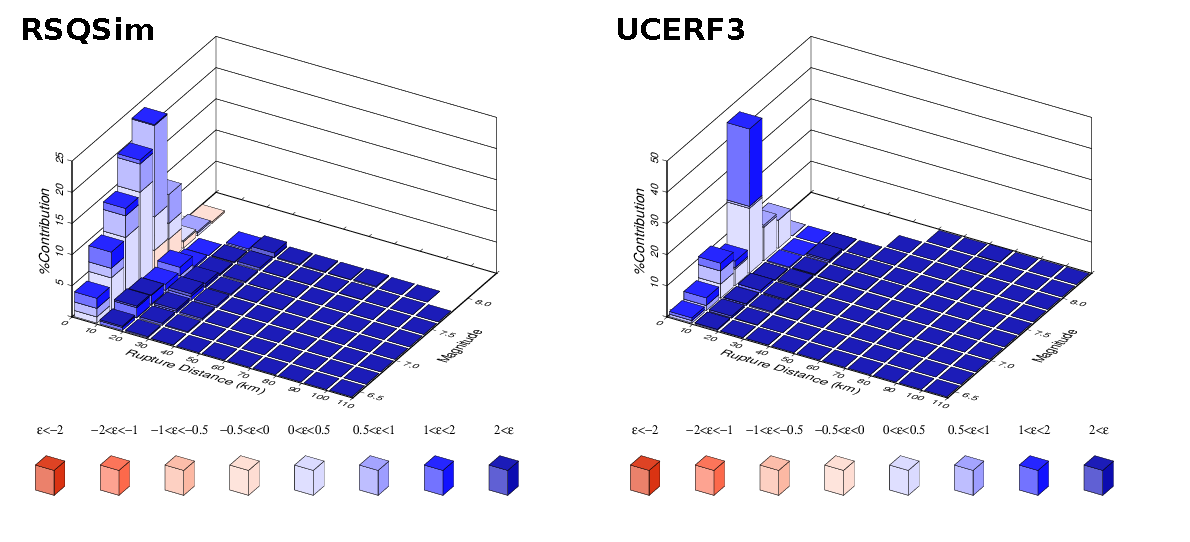 RSQSim
25
20
15
10
5
%Contribution
0
10
20
30
40
50
60
70
80
90
100
110
Rupture Distance (km)
6.5
7.0
7.5
8.0
Magnitude
ε<−2
−2<ε<−1
−1<ε<−0.5
−0.5<ε<0
0<ε<0.5
0.5<ε<1
1<ε<2
2<ε
UCERF3
50
40
30
20
10
%Contribution
0
10
20
30
40
50
60
70
80
90
100
110
Rupture Distance (km)
6.5
7.0
7.5
8.0
Magnitude
ε<−2
−2<ε<−1
−1<ε<−0.5
−0.5<ε<0
0<ε<0.5
0.5<ε<1
1<ε<2
2<ε